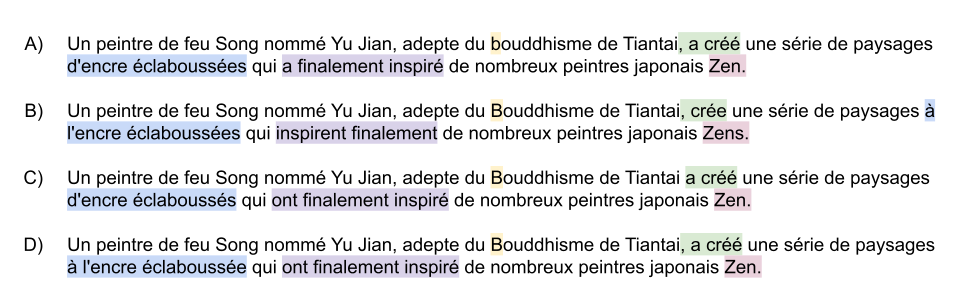 A) Un peintre de feu Song nommé Yu Jian, adepte du bouddhisme de Tiantai, a créé une série de paysages
d'encre éclaboussées qui a finalement inspiré de nombreux peintres japonais Zen.
B) Un peintre de feu Song nommé Yu Jian, adepte du Bouddhisme de Tiantai, crée une série de paysages à
l'encre éclaboussées qui inspirent finalement de nombreux peintres japonais Zens.
C) Un peintre de feu Song nommé Yu Jian, adepte du Bouddhisme de Tiantai a créé une série de paysages
d'encre éclaboussés qui ont finalement inspiré de nombreux peintres japonais Zen.
D) Un peintre de feu Song nommé Yu Jian, adepte du Bouddhisme de Tiantai, a créé une série de paysages
à l'encre éclaboussée qui ont finalement inspiré de nombreux peintres japonais Zen.